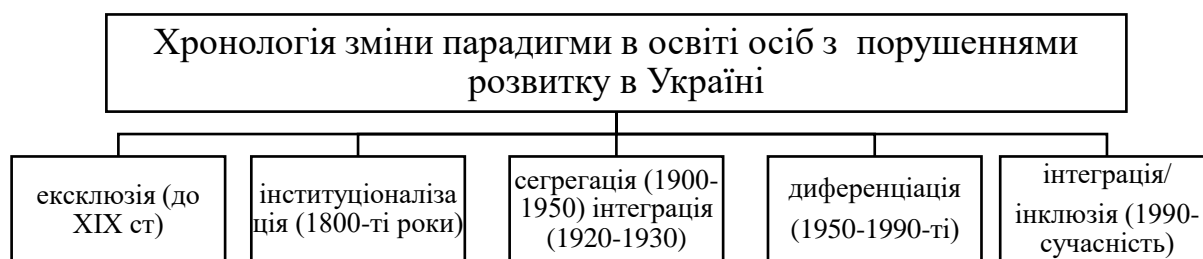 Хронологія зміни парадигми в освіті осіб з порушеннями
розвитку в Україні
ексклюзія (до
XIX ст)
інституціоналіза
ція (1800-ті роки)
сегрегація (1900-
1950) інтеграція
(1920-1930)
диференціація
(1950-1990-ті)
інтеграція/
інклюзія (1990-
сучасність)